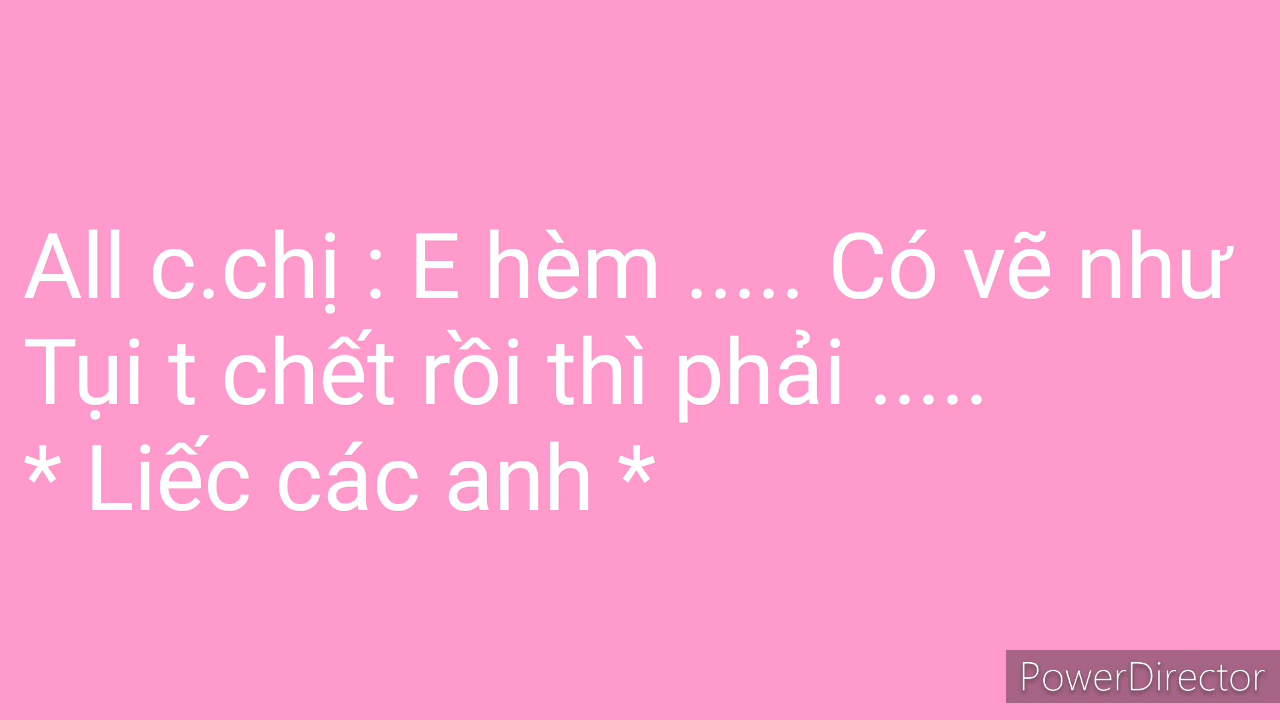 All c.chị : E hèm ..... Có vẽ như
Tụi t chết rồi thì phải .....
* Liếc các anh *
PowerDirector